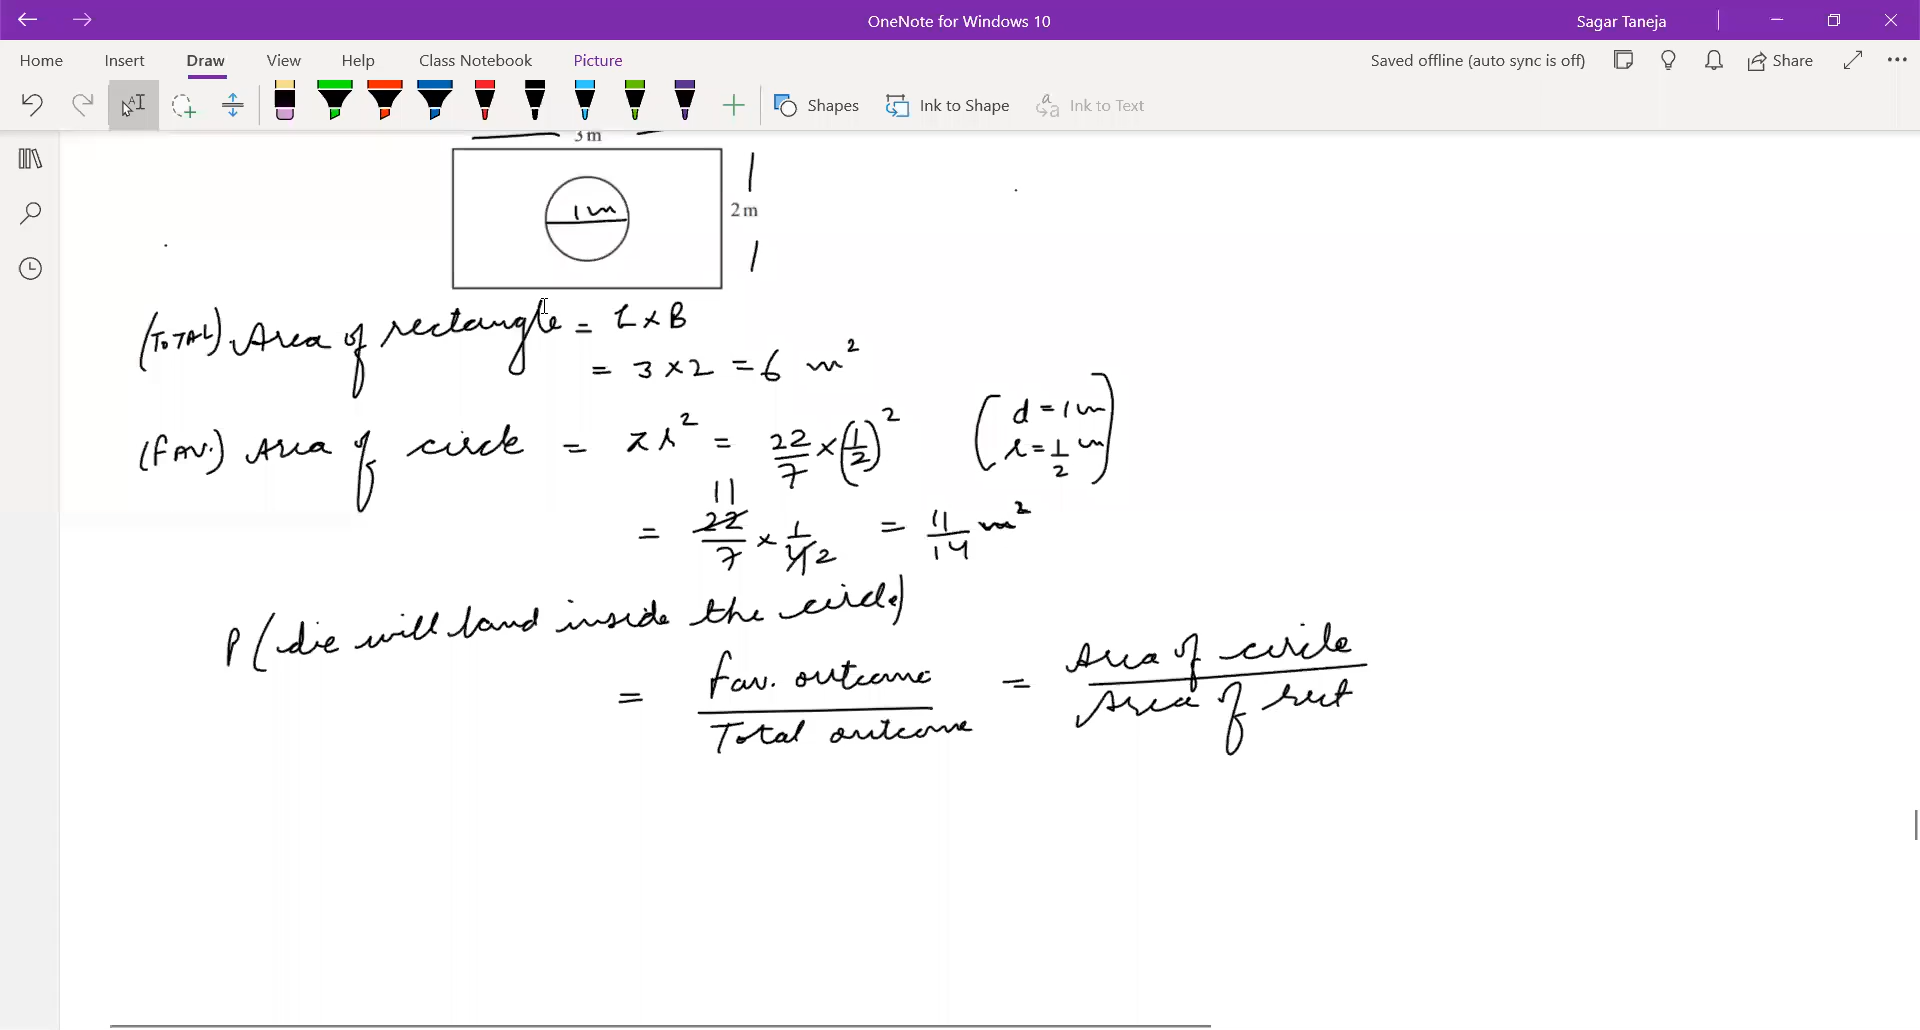 OneNote for Windows 10
Sagar Taneja
Home Insert Draw View Help Class Notebook Picture
Saved offline (auto sync is off) Share
Shapes Ink to Shape Ink to Text
3 m
1 m
2 m
(TOTAL). Area of rectangle = L × B
= 3 × 2 = 6 m²
(FAV.) Area of circle = πr² = 22/7 × (1/2)² (d = 1 m
r = 1/2 m)
= 22/7 × 1/4 = 11/14 m²
11
2
P (die will land inside the circle)
= Fav. outcome / Total outcome = Area of circle / Area of rect